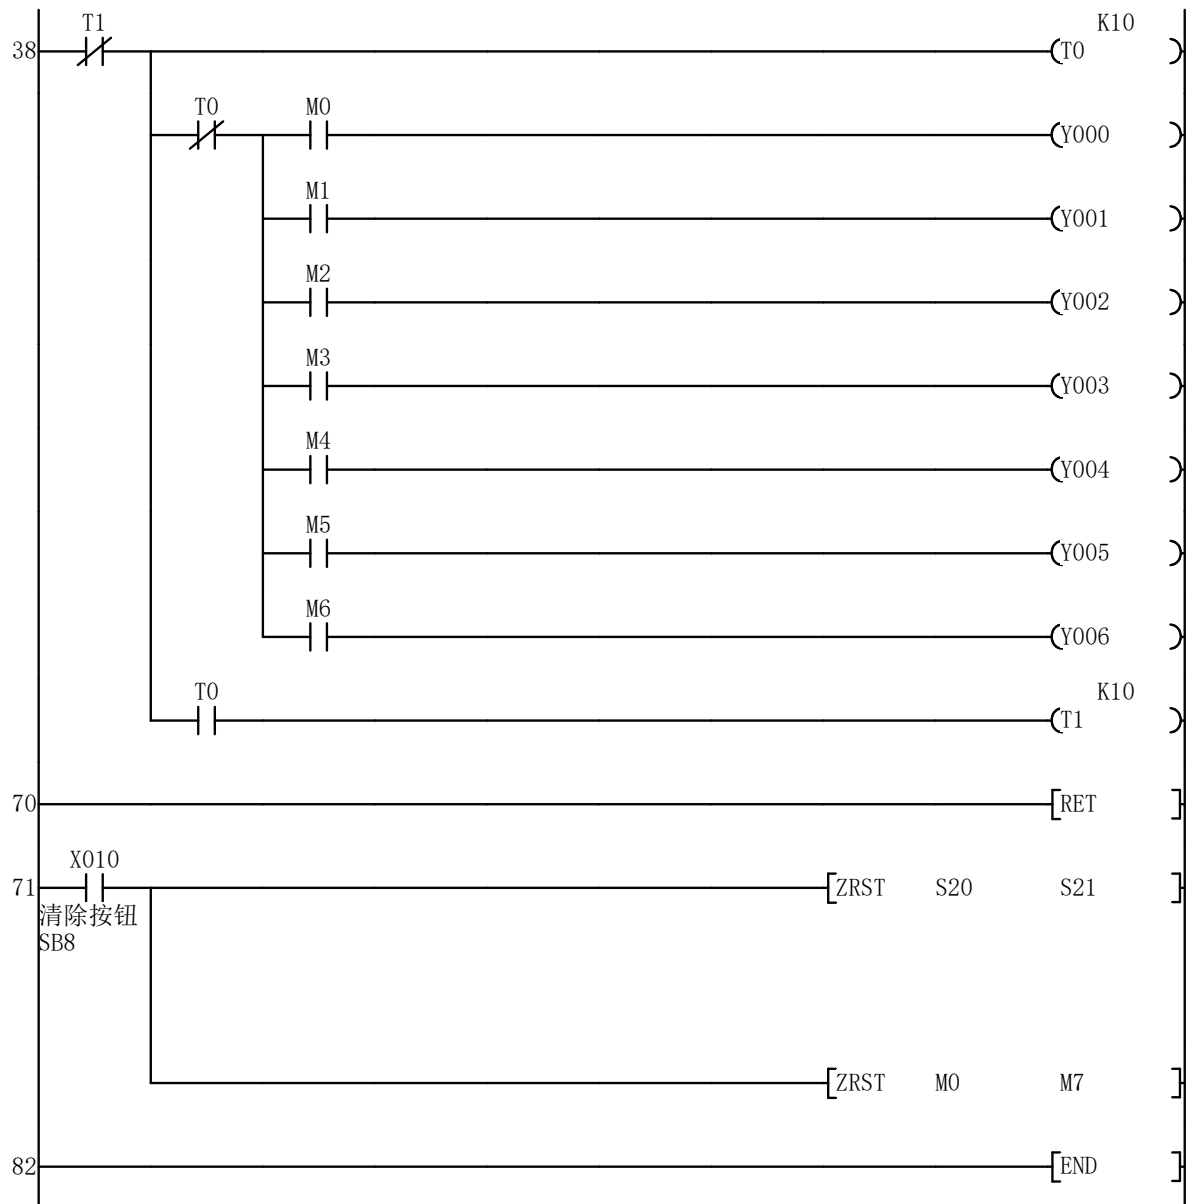 T1 K10
38 T0
T0 M0
Y000
M1
Y001
M2
Y002
M3
Y003
M4
Y004
M5
Y005
M6
Y006
T0 K10
T1
70 RET
X010
71 ZRST S20 S21
清除按钮
SB8
ZRST M0 M7
82 END